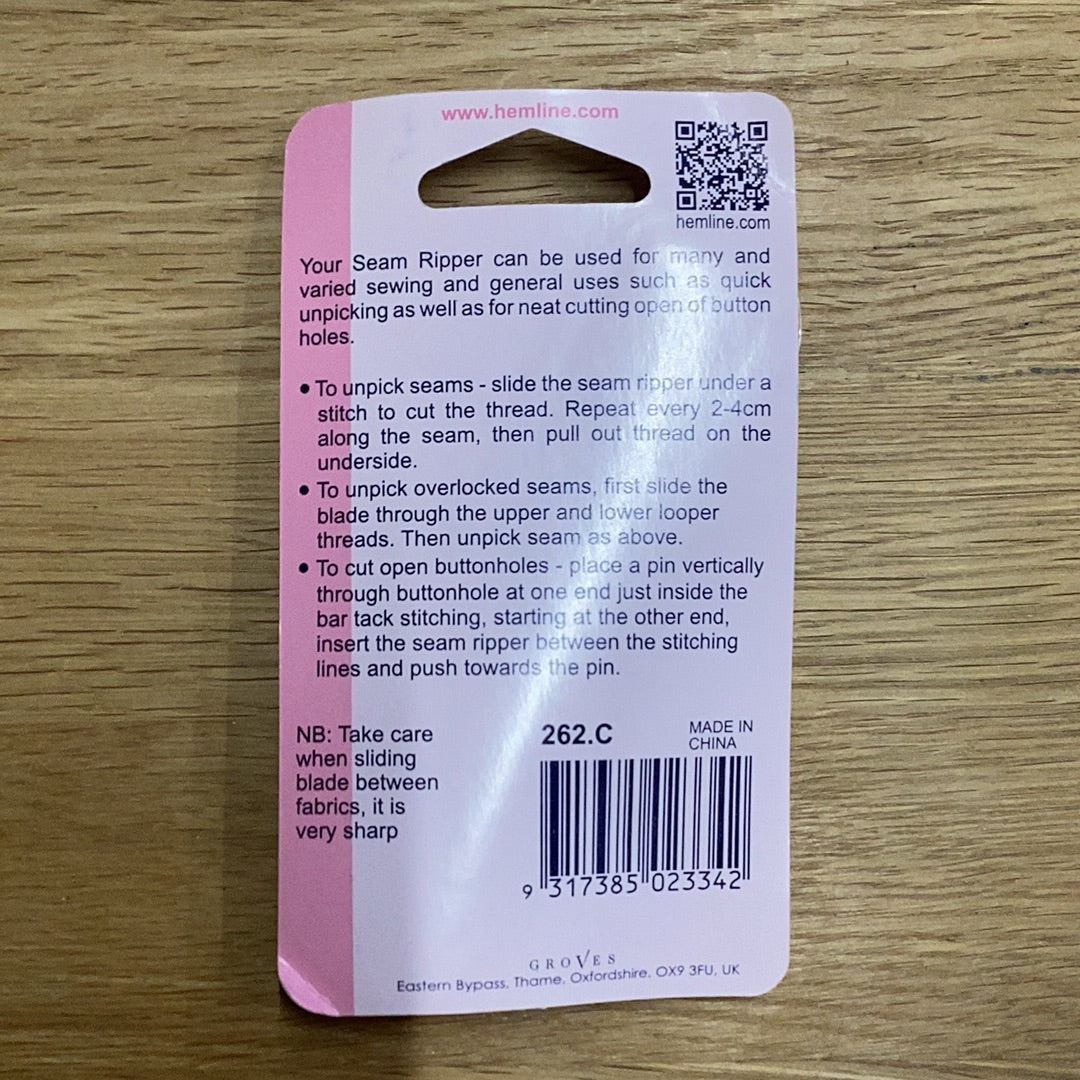 www.hemline.com
hemline.com
Your Seam Ripper can be used for many and
varied sewing and general uses such as quick
unpicking as well as for neat cutting open of button
holes.
• To unpick seams - slide the seam ripper under a
stitch to cut the thread. Repeat every 2-4cm
along the seam, then pull out thread on the
underside.
• To unpick overlocked seams, first slide the
blade through the upper and lower looper
threads. Then unpick seam as above.
• To cut open buttonholes - place a pin vertically
through buttonhole at one end just inside the
bar tack stitching, starting at the other end,
insert the seam ripper between the stitching
lines and push towards the pin.
NB: Take care
when sliding
blade between
fabrics, it is
very sharp
262.C
MADE IN
CHINA
9 317385 023342
GROVES
Eastern Bypass, Thame, Oxfordshire, OX9 3FU, UK